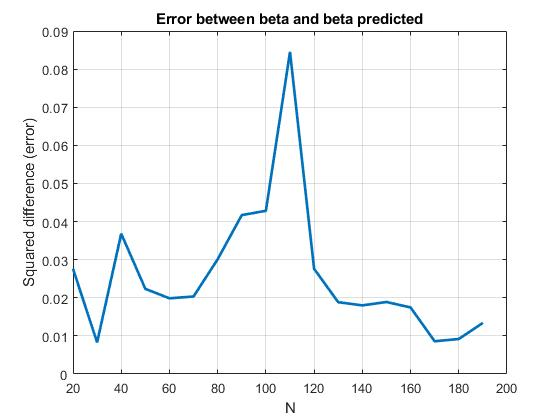 Error between beta and beta predicted
0.09
0.08
0.07
0.06
0.05
0.04
0.03
0.02
0.01
0
Squared difference (error)
20 40 60 80 100 120 140 160 180 200
N